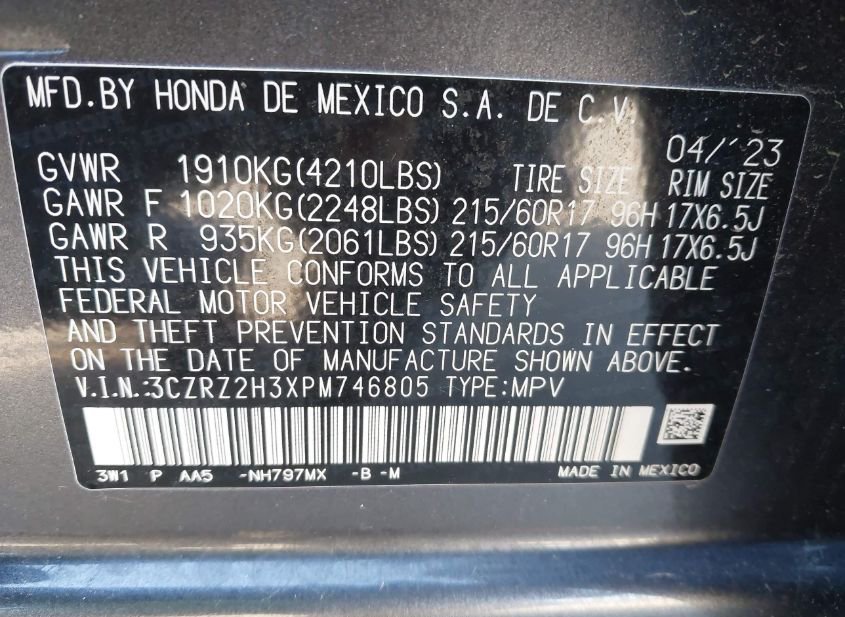 MFD.BY HONDA DE MEXICO S.A. DE C.V.
04/'23
GVWR 1910KG(4210LBS) TIRE SIZE RIM SIZE
GAWR F 1020KG(2248LBS) 215/60R17 96H 17X6.5J
GAWR R 935KG(2061LBS) 215/60R17 96H 17X6.5J
THIS VEHICLE CONFORMS TO ALL APPLICABLE
FEDERAL MOTOR VEHICLE SAFETY
AND THEFT PREVENTION STANDARDS IN EFFECT
ON THE DATE OF MANUFACTURE SHOWN ABOVE.
V.I.N.:3CZRZ2H3XPM746805 TYPE:MPV
3W1 P AA5 -NH797MX -B -M MADE IN MEXICO